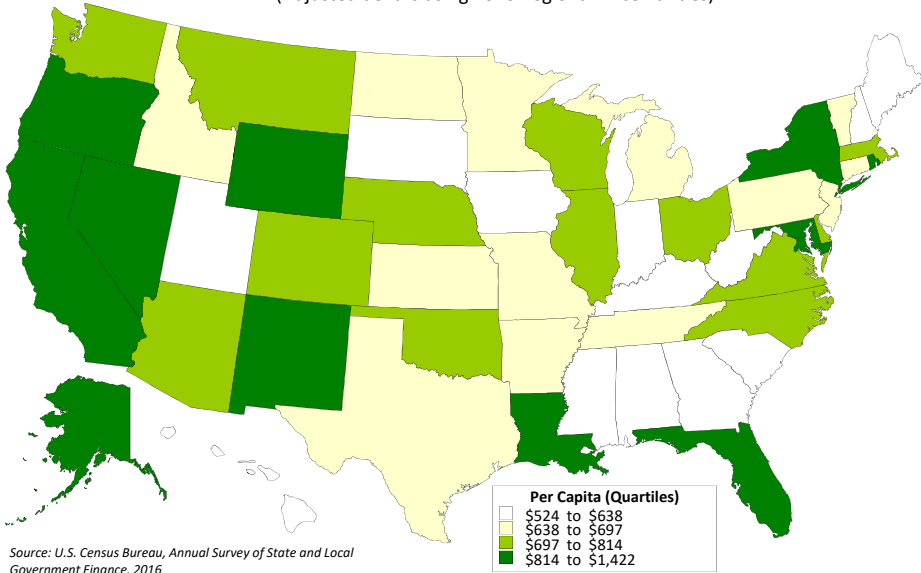 Per Capita (Quartiles)
$524 to $638
$638 to $697
$697 to $814
$814 to $1,422
Source: U.S. Census Bureau, Annual Survey of State and Local
Government Finance, 2016